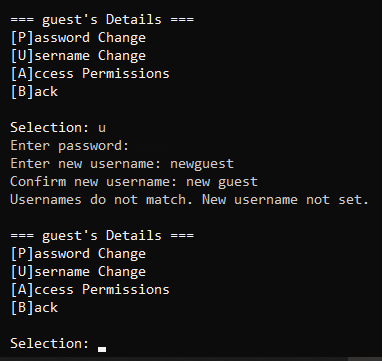 === guest's Details ===
[P]assword Change
[U]sername Change
[A]ccess Permissions
[B]ack
Selection: u
Enter password:
Enter new username: newguest
Confirm new username: new guest
Usernames do not match. New username not set.
=== guest's Details ===
[P]assword Change
[U]sername Change
[A]ccess Permissions
[B]ack
Selection: